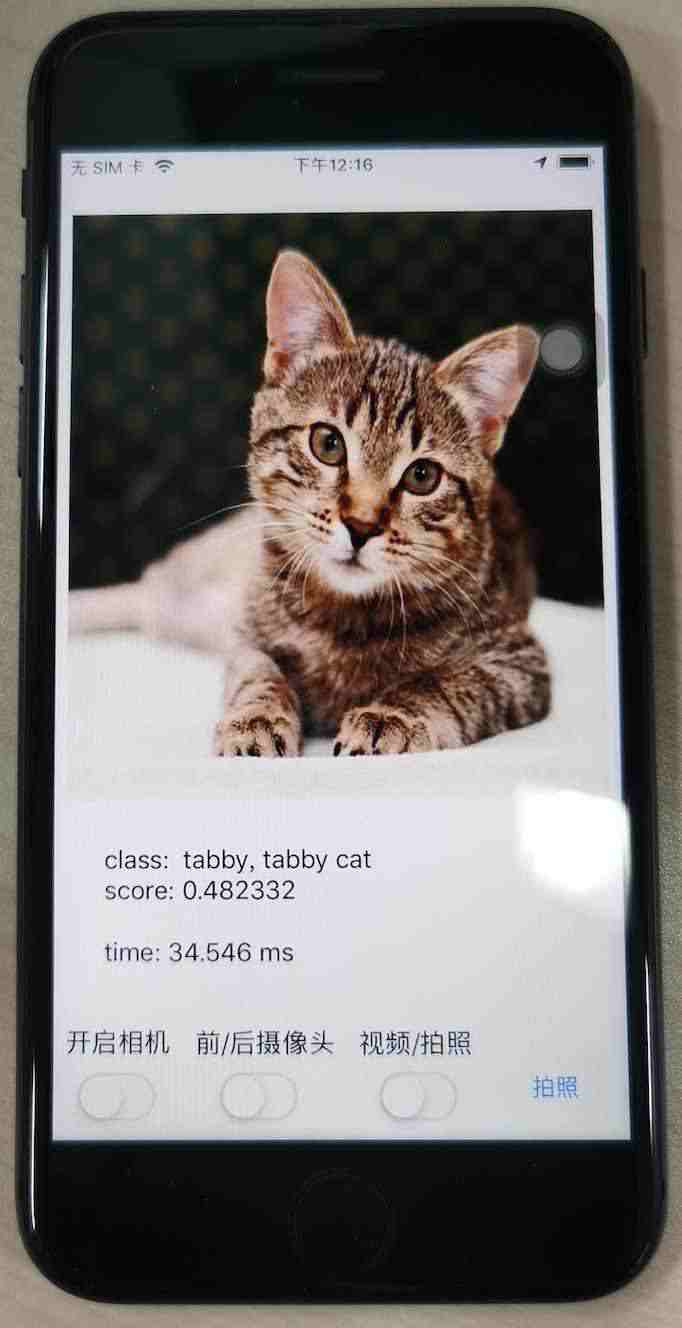 无 SIM 卡 下午12:16
class: tabby, tabby cat
score: 0.482332
time: 34.546 ms
开启相机 前/后摄像头 视频/拍照
拍照